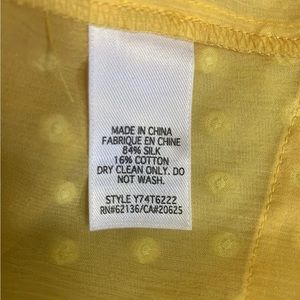 MADE IN CHINA
FABRIQUE EN CHINE
84% SILK
16% COTTON
DRY CLEAN ONLY. DO
NOT WASH.
STYLE Y74T6222
RN#62136/CA#20625